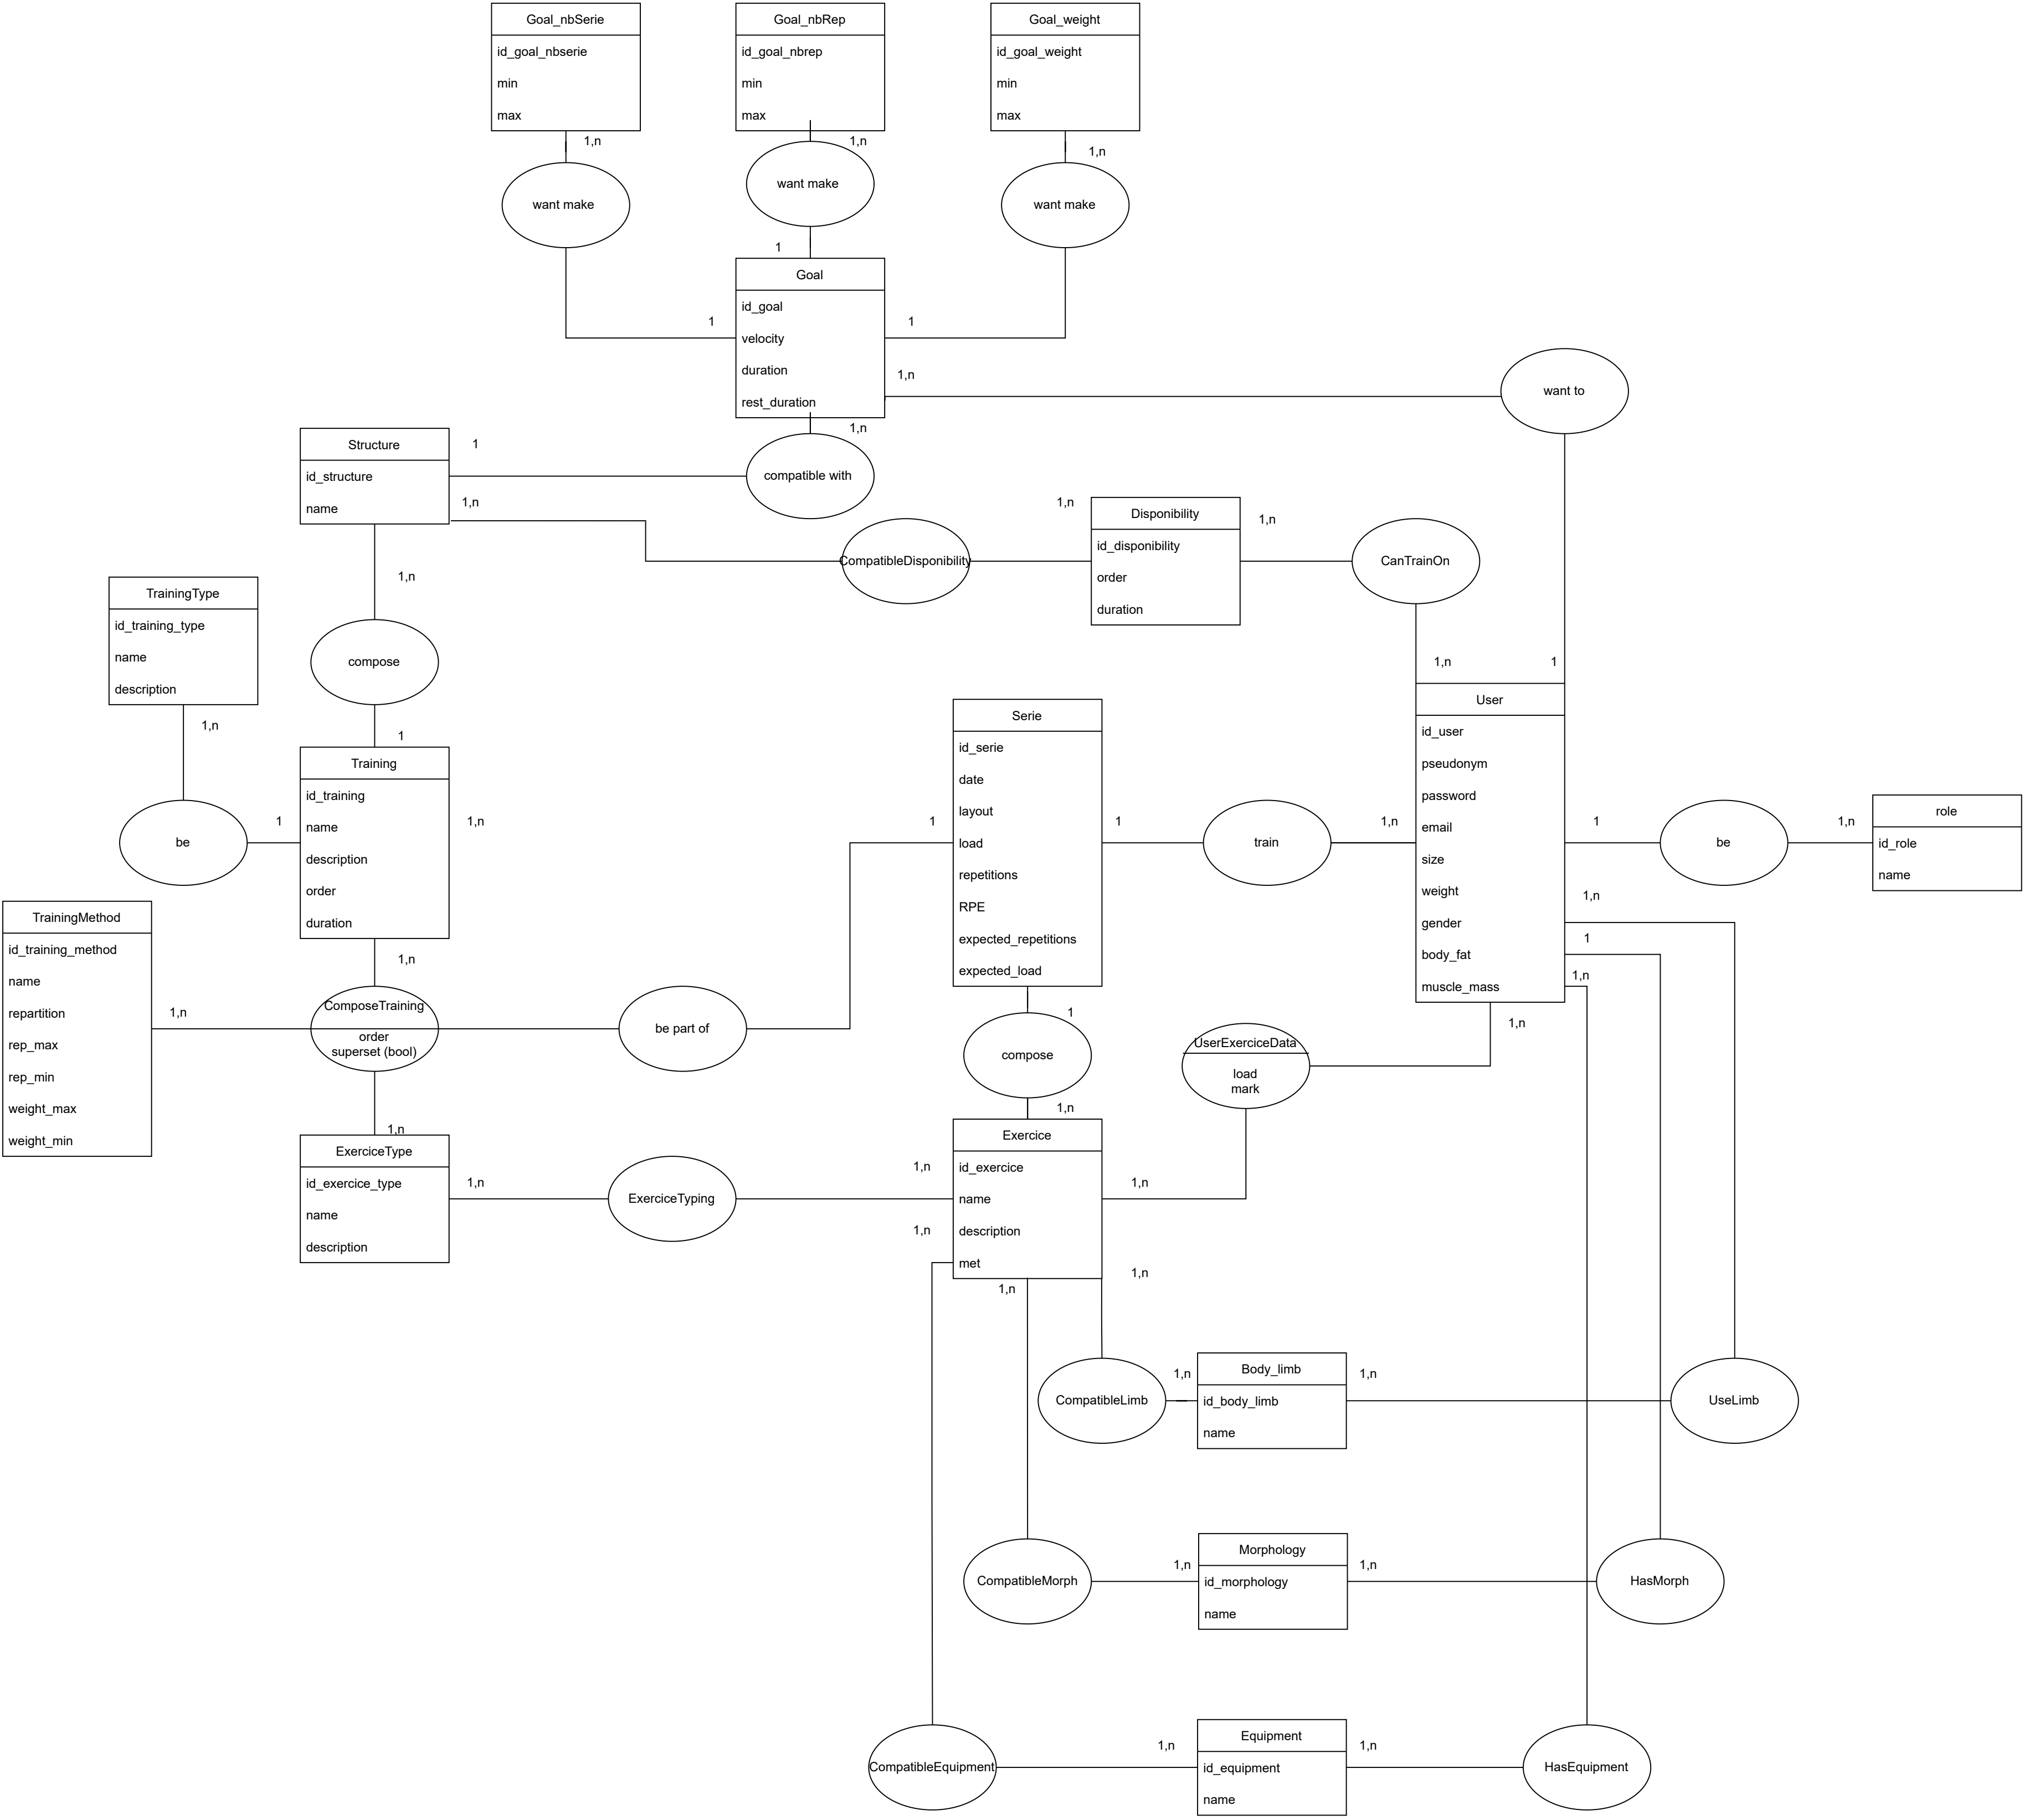 Goal_nbSerie
id_goal_nbserie
min
max
Goal_nbRep
id_goal_nbrep
min
max
Goal_weight
id_goal_weight
min
max
1,n
1,n
1,n
want make
want make
want make
1
Goal
id_goal
velocity
duration
rest_duration
1
1
1,n
want to
1,n
Structure
id_structure
name
1
compatible with
1,n
1,n
CompatibleDisponibility
Disponibility
id_disponibility
order
duration
1,n
CanTrainOn
1,n
TrainingType
id_training_type
name
description
compose
1,n
1
1,n
1
Training
id_training
name
description
order
duration
be
1
1,n
Serie
id_serie
date
layout
load
repetitions
RPE
expected_repetitions
expected_load
1
1
train
1,n
User
id_user
pseudonym
password
email
size
weight
gender
body_fat
muscle_mass
1
be
1,n
role
id_role
name
1,n
1
1,n
1,n
TrainingMethod
id_training_method
name
repartition
rep_max
rep_min
weight_max
weight_min
1,n
1,n
ComposeTraining
order
superset (bool)
be part of
1
compose
1,n
UserExerciceData
load
mark
1,n
ExerciceType
id_exercice_type
name
description
1,n
ExerciceTyping
1,n
Exercice
id_exercice
name
description
met
1,n
1,n
1,n
1,n
CompatibleLimb
1,n
Body_limb
id_body_limb
name
1,n
UseLimb
CompatibleMorph
1,n
Morphology
id_morphology
name
1,n
HasMorph
CompatibleEquipment
1,n
Equipment
id_equipment
name
1,n
HasEquipment